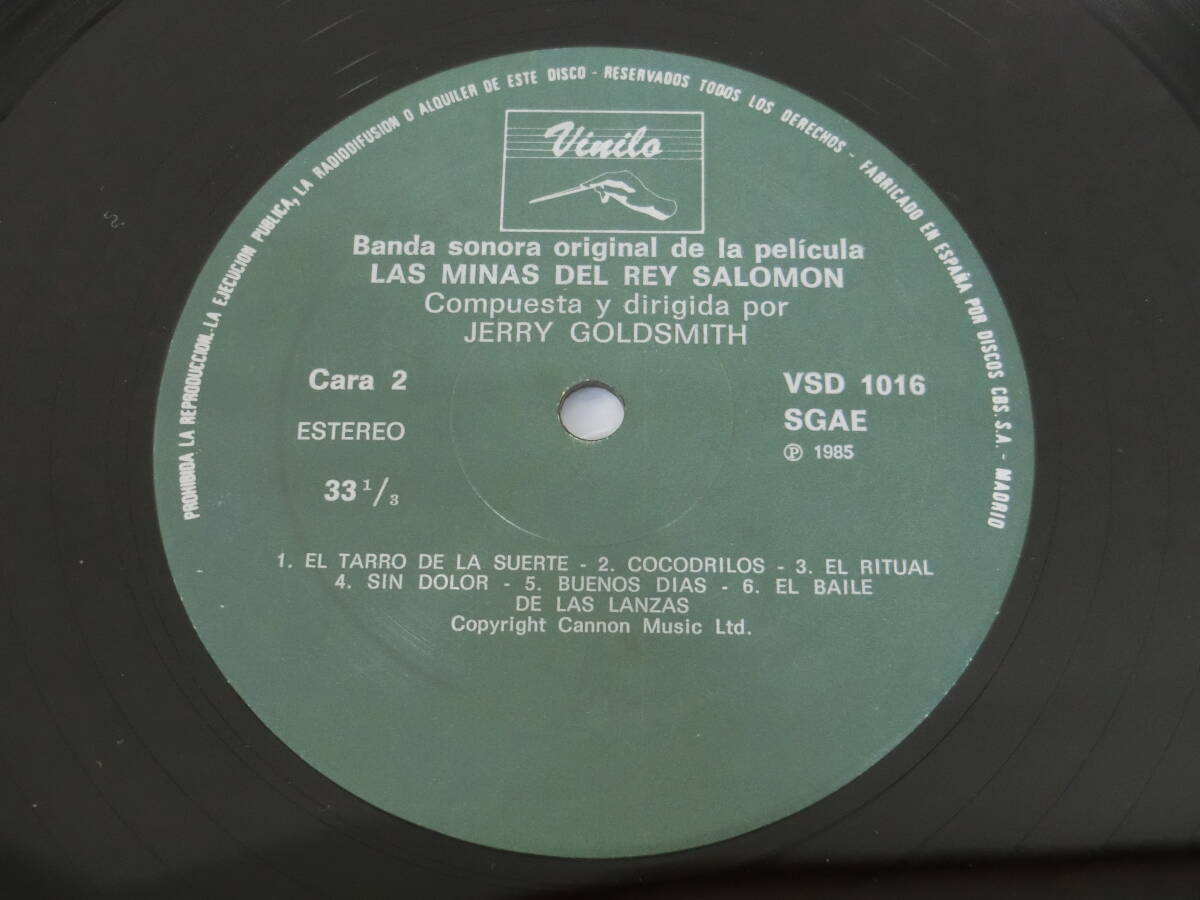 PROHIBIDA LA REPRODUCCION.-LA EJECUCION PUBLICA, LA RADIODIFUSION O ALQUILER DE ESTE DISCO - RESERVADOS TODOS LOS DERECHOS - FABRICADO EN ESPAÑA POR DISCOS CBS. S.A. - MADRID
Vinilo
Banda sonora original de la película
LAS MINAS DEL REY SALOMON
Compuesta y dirigida por
JERRY GOLDSMITH
Cara 2
ESTEREO
33 1/3
VSD 1016
SGAE
℗ 1985
1. EL TARRO DE LA SUERTE - 2. COCODRILOS - 3. EL RITUAL
4. SIN DOLOR - 5. BUENOS DIAS - 6. EL BAILE
DE LAS LANZAS
Copyright Cannon Music Ltd.